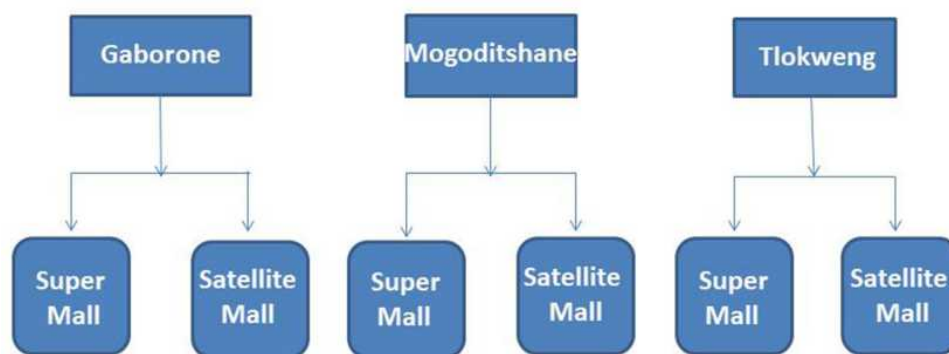 Gaborone
Mogoditshane
Tlokweng
Super
Mall
Satellite
Mall
Super
Mall
Satellite
Mall
Super
Mall
Satellite
Mall